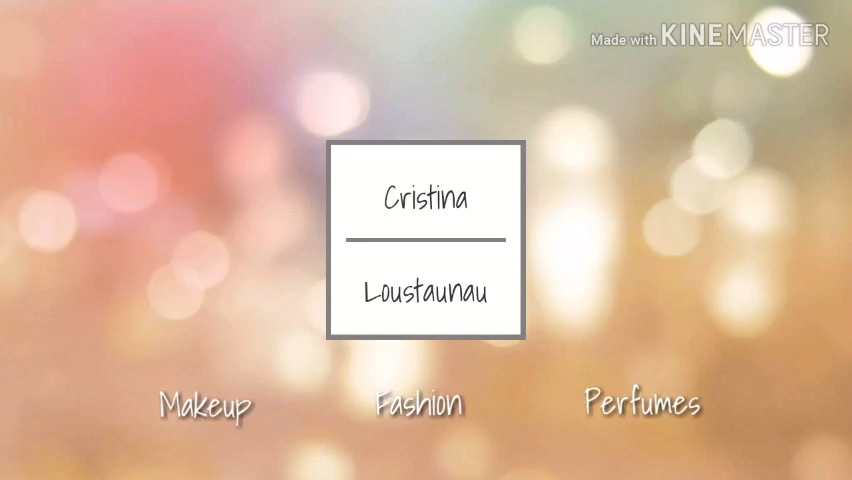 Made with KINEMASTER
Cristina
Loustaunau
Makeup Fashion Perfumes